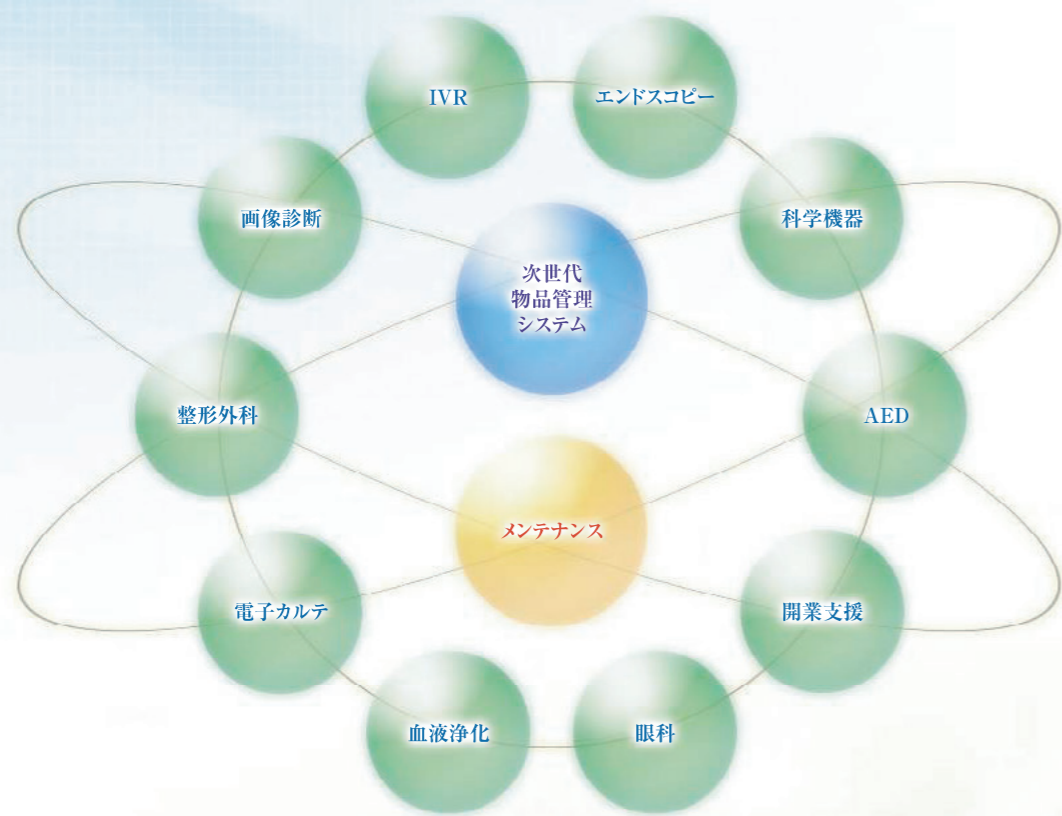 IVR
エンドスコピー
画像診断
科学機器
次世代
物品管理
システム
整形外科
AED
メンテナンス
電子カルテ
開業支援
血液浄化
眼科